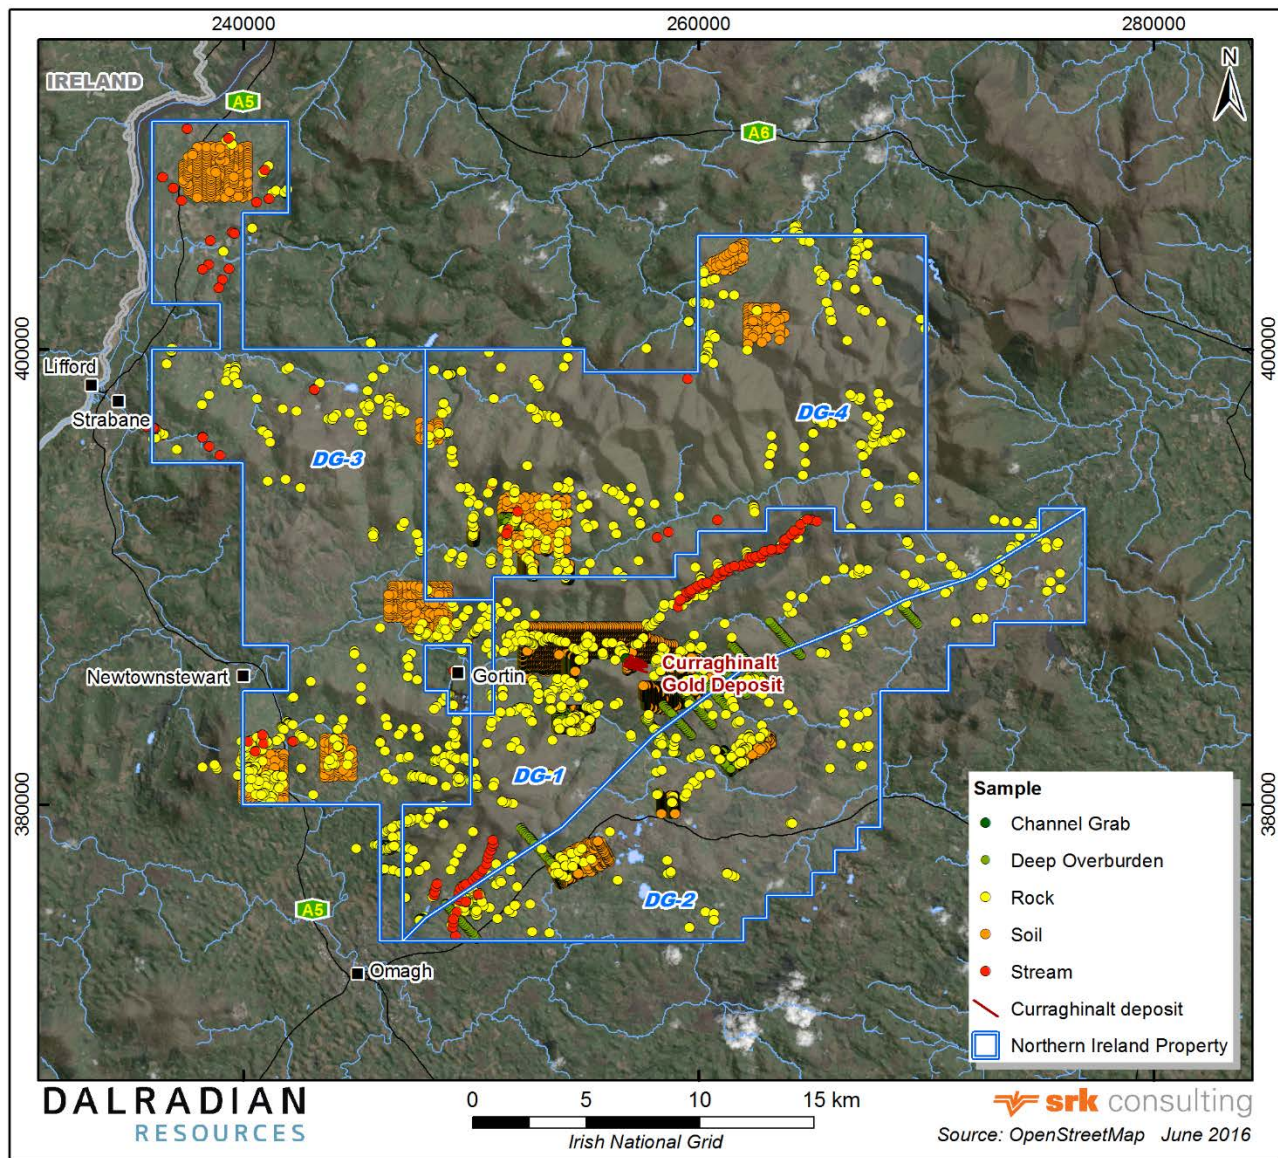 240000
260000
280000
IRELAND
A5
N
A6
400000
400000
Lifford
Strabane
DG-3
DG-4
Newtownstewart
Gortin
Curraghinalt
Gold Deposit
DG-1
380000
380000
DG-2
A5
Omagh
Sample
Channel Grab
Deep Overburden
Rock
Soil
Stream
Curraghinalt deposit
Northern Ireland Property
DALRADIAN
RESOURCES
0 5 10 15 km
Irish National Grid
srk consulting
Source: OpenStreetMap June 2016